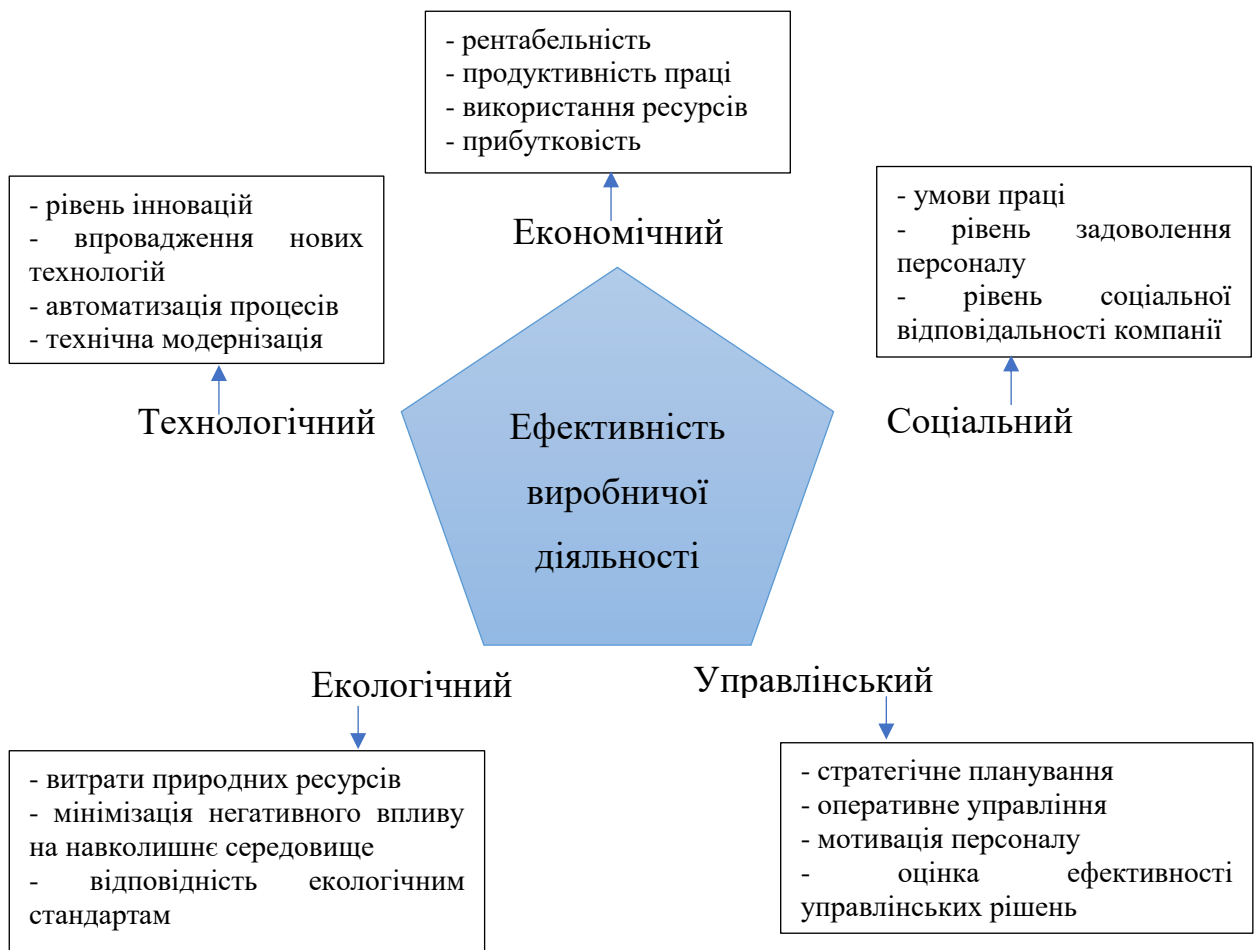 - рентабельність
- продуктивність праці
- використання ресурсів
- прибутковість
Економічний
- рівень інновацій
- впровадження нових
технологій
- автоматизація процесів
- технічна модернізація
Технологічний
- умови праці
- рівень задоволення
персоналу
- рівень соціальної
відповідальності компанії
Соціальний
Ефективність
виробничої
діяльності
Екологічний
- витрати природних ресурсів
- мінімізація негативного впливу
на навколишнє середовище
- відповідність екологічним
стандартам
Управлінський
- стратегічне планування
- оперативне управління
- мотивація персоналу
- оцінка ефективності
управлінських рішень